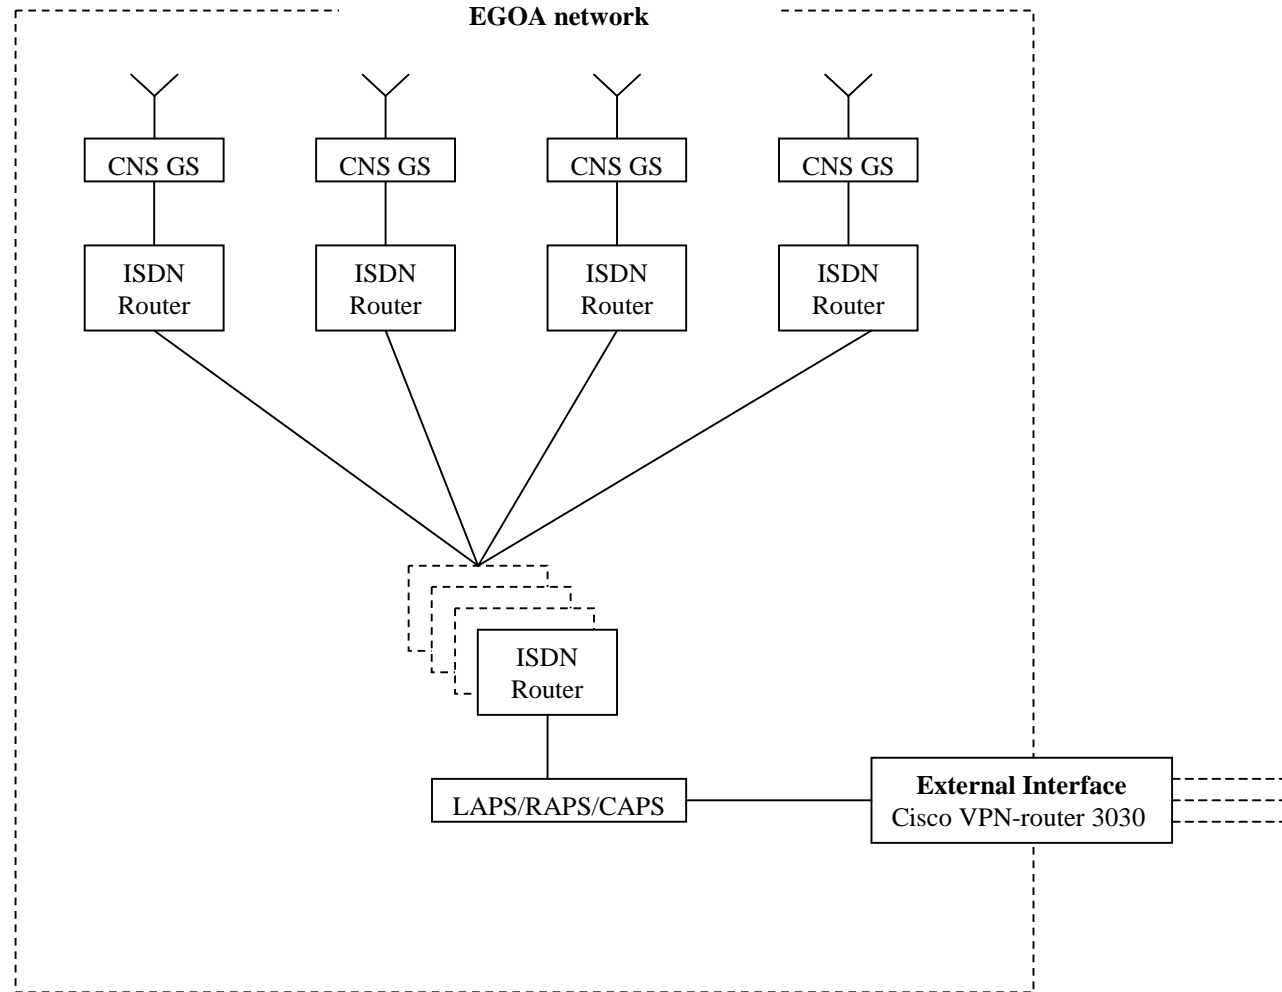 EGOA network
CNS GS
CNS GS
CNS GS
CNS GS
ISDN
Router
ISDN
Router
ISDN
Router
ISDN
Router
ISDN
Router
LAPS/RAPS/CAPS
External Interface
Cisco VPN-router 3030